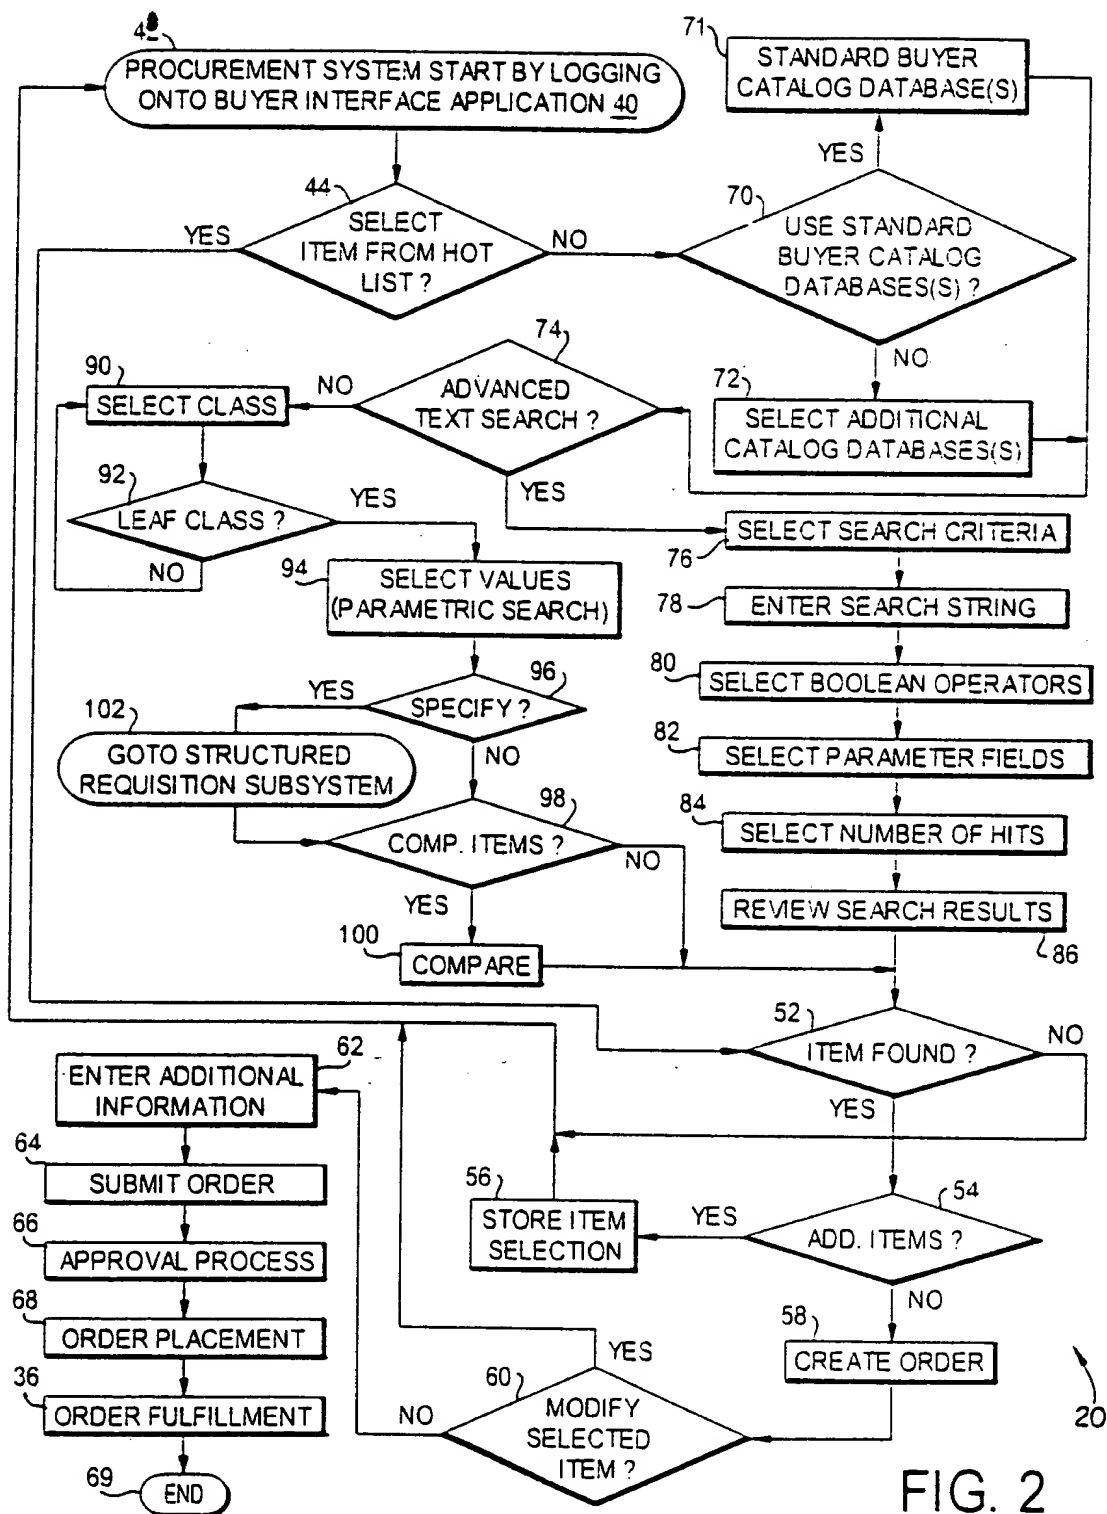 4
PROCUREMENT SYSTEM START BY LOGGING
ONTO BUYER INTERFACE APPLICATION 40
71
STANDARD BUYER
CATALOG DATABASE(S)
YES
44
SELECT
ITEM FROM HOT
LIST ?
YES
NO
70
USE STANDARD
BUYER CATALOG
DATABASES(S) ?
NO
74
ADVANCED
TEXT SEARCH ?
NO
YES
72
SELECT ADDITIONAL
CATALOG DATABASES(S)
90
SELECT CLASS
92
LEAF CLASS ?
YES
NO
94
SELECT VALUES
(PARAMETRIC SEARCH)
SELECT SEARCH CRITERIA
76
78
ENTER SEARCH STRING
80
SELECT BOOLEAN OPERATORS
82
SELECT PARAMETER FIELDS
84
SELECT NUMBER OF HITS
REVIEW SEARCH RESULTS
86
96
SPECIFY ?
YES
NO
102
GOTO STRUCTURED
REQUISITION SUBSYSTEM
98
COMP. ITEMS ?
NO
YES
100
COMPARE
52
ITEM FOUND ?
NO
YES
54
ADD. ITEMS ?
YES
NO
56
STORE ITEM
SELECTION
58
CREATE ORDER
60
MODIFY
SELECTED
ITEM ?
YES
NO
62
ENTER ADDITIONAL
INFORMATION
64
SUBMIT ORDER
66
APPROVAL PROCESS
68
ORDER PLACEMENT
36
ORDER FULFILLMENT
69
END
20
FIG. 2